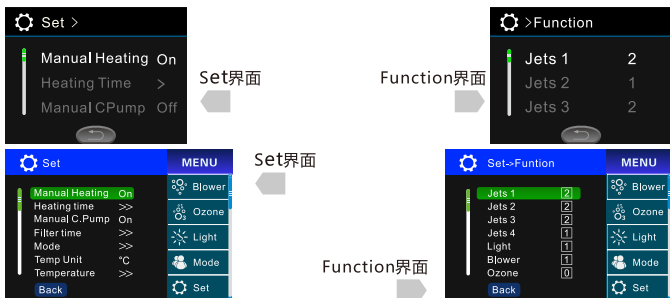 Set >
Manual Heating On
Heating Time >
Manual CPump Off
Set界面
Function界面
>Function
Jets 1 2
Jets 2 1
Jets 3 2
Set
MENU
Manual Heating On
Heating time >>
Manual C.Pump On
Filter time >>
Mode >>
Temp Unit °C
Temperature >>
Back
Blower
O₃ Ozone
Light
Mode
Set
Set界面
Function界面
Set->Funtion
MENU
Jets 1 2
Jets 2 2
Jets 3 2
Jets 4 1
Light 1
Blower 1
Ozone 0
Back
Blower
O₃ Ozone
Light
Mode
Set